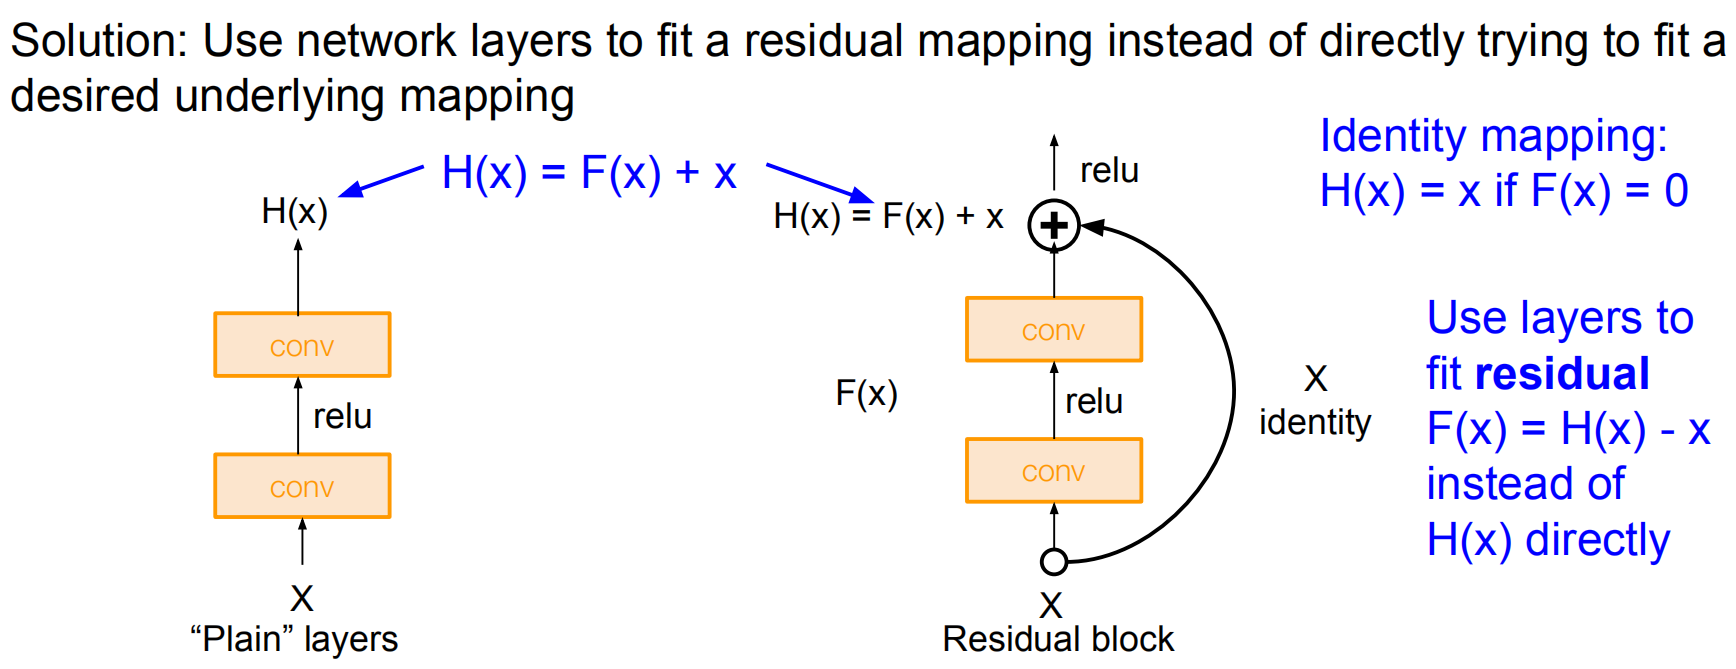 Solution: Use network layers to fit a residual mapping instead of directly trying to fit a
desired underlying mapping
H(x) = F(x) + x
H(x)
conv
relu
conv
X
“Plain” layers
relu
H(x) = F(x) + x
+
conv
F(x)
relu
conv
X
identity
X
Residual block
Identity mapping:
H(x) = x if F(x) = 0
Use layers to
fit residual
F(x) = H(x) - x
instead of
H(x) directly